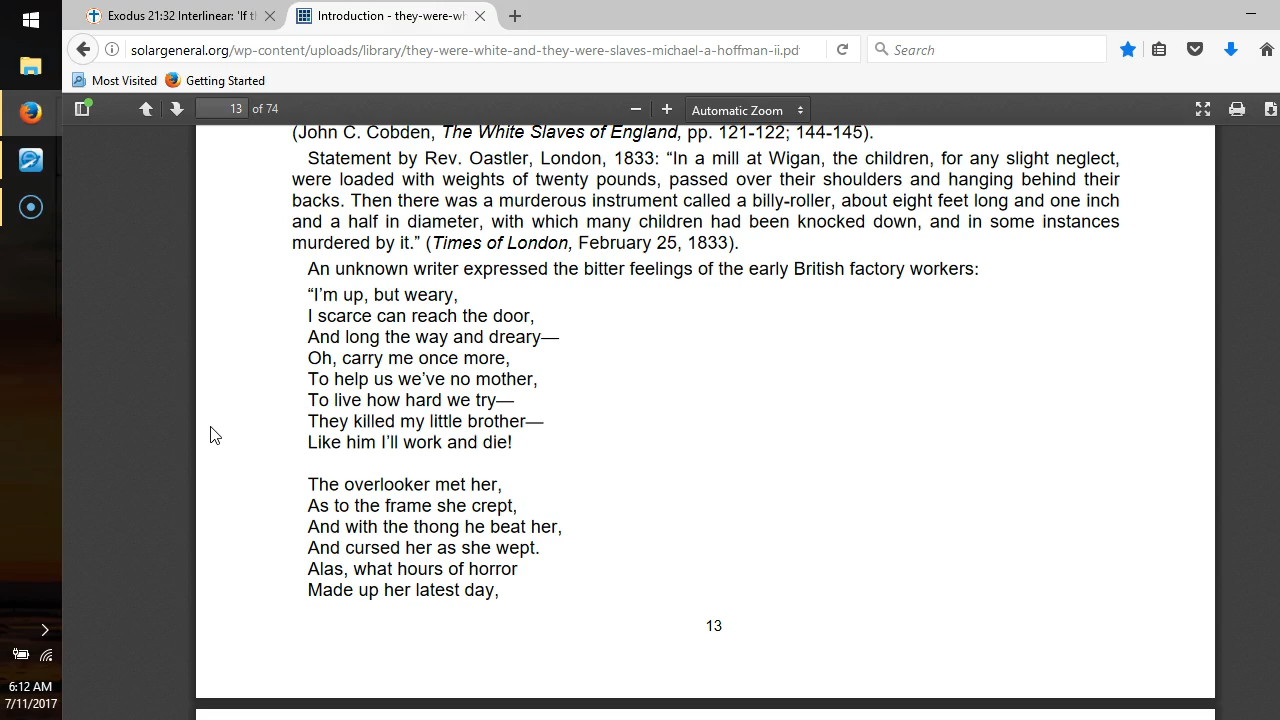 Exodus 21:32 Interlinear: 'If th
Introduction - they-were-wh
solargeneral.org/wp-content/uploads/library/they-were-white-and-they-were-slaves-michael-a-hoffman-ii.pd
Search
Most Visited
Getting Started
13 of 74
Automatic Zoom
(John C. Cobden, The White Slaves of England, pp. 121-122; 144-145).
Statement by Rev. Oastler, London, 1833: “In a mill at Wigan, the children, for any slight neglect,
were loaded with weights of twenty pounds, passed over their shoulders and hanging behind their
backs. Then there was a murderous instrument called a billy-roller, about eight feet long and one inch
and a half in diameter, with which many children had been knocked down, and in some instances
murdered by it.” (Times of London, February 25, 1833).
An unknown writer expressed the bitter feelings of the early British factory workers:
“I’m up, but weary,
I scarce can reach the door,
And long the way and dreary—
Oh, carry me once more,
To help us we’ve no mother,
To live how hard we try—
They killed my little brother—
Like him I’ll work and die!
The overlooker met her,
As to the frame she crept,
And with the thong he beat her,
And cursed her as she wept.
Alas, what hours of horror
Made up her latest day,
13
6:12 AM
7/11/2017